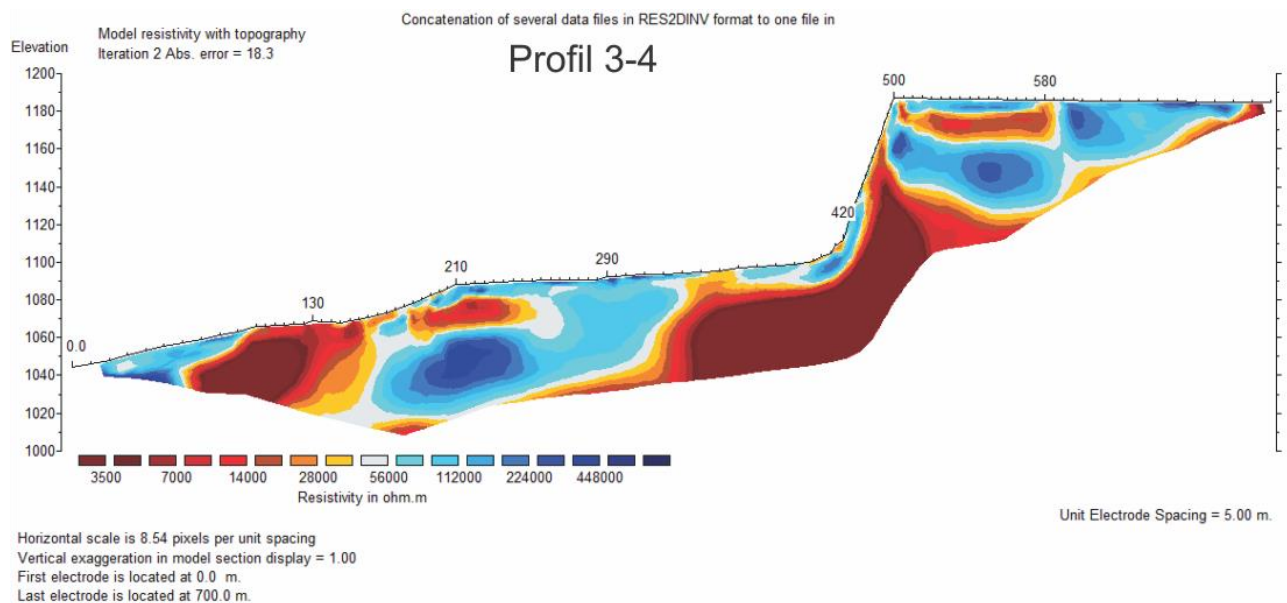 Concatenation of several data files in RES2DINV format to one file in
Model resistivity with topography
Iteration 2 Abs. error = 18.3
Profil 3-4
Elevation
1200
1180
1160
1140
1120
1100
1080
1060
1040
1020
1000
0.0
130
210
290
420
500
580
3500 7000 14000 28000 56000 112000 224000 448000
Resistivity in ohm.m
Unit Electrode Spacing = 5.00 m.
Horizontal scale is 8.54 pixels per unit spacing
Vertical exaggeration in model section display = 1.00
First electrode is located at 0.0 m.
Last electrode is located at 700.0 m.